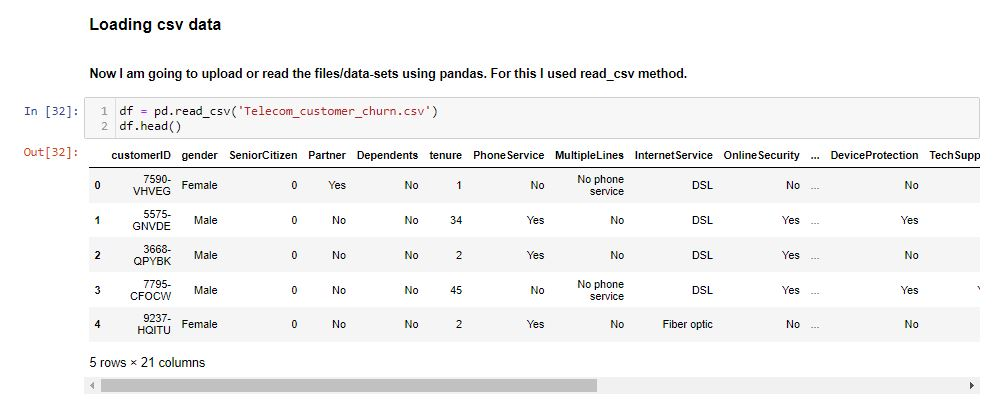 Loading csv data
Now I am going to upload or read the files/data-sets using pandas. For this I used read_csv method.
In [32]: 1 df = pd.read_csv('Telecom_customer_churn.csv')
2 df.head()
Out[32]:
customerID gender SeniorCitizen Partner Dependents tenure PhoneService MultipleLines InternetService OnlineSecurity ... DeviceProtection TechSupp
0 7590-VHVEG Female 0 Yes No 1 No No phone service DSL No ... No
1 5575-GNVDE Male 0 No No 34 Yes No DSL Yes ... Yes
2 3668-QPYBK Male 0 No No 2 Yes No DSL Yes ... No
3 7795-CFOCW Male 0 No No 45 No No phone service DSL Yes ... Yes
4 9237-HQITU Female 0 No No 2 Yes No Fiber optic No ... No
5 rows × 21 columns